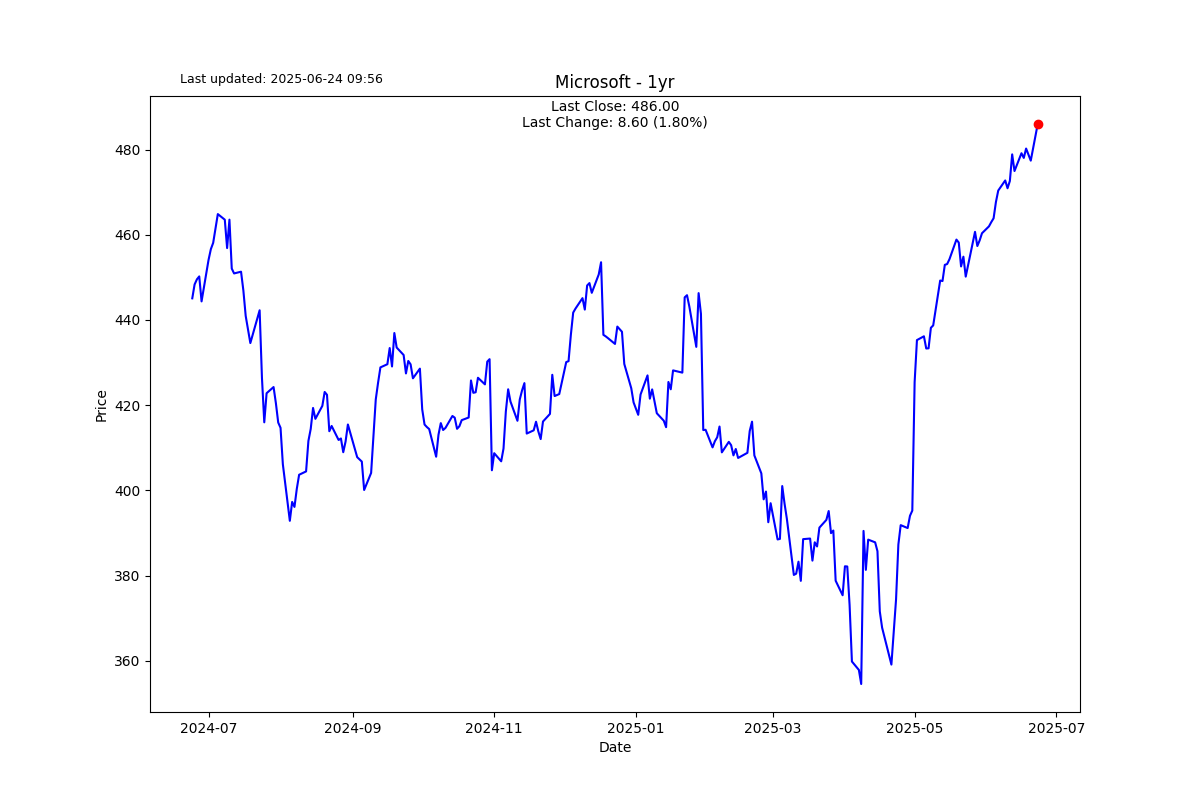 Last updated: 2025-06-24 09:56
Microsoft - 1yr
Last Close: 486.00
Last Change: 8.60 (1.80%)
480
460
440
420
400
380
360
Price
2024-07
2024-09
2024-11
2025-01
2025-03
2025-05
2025-07
Date